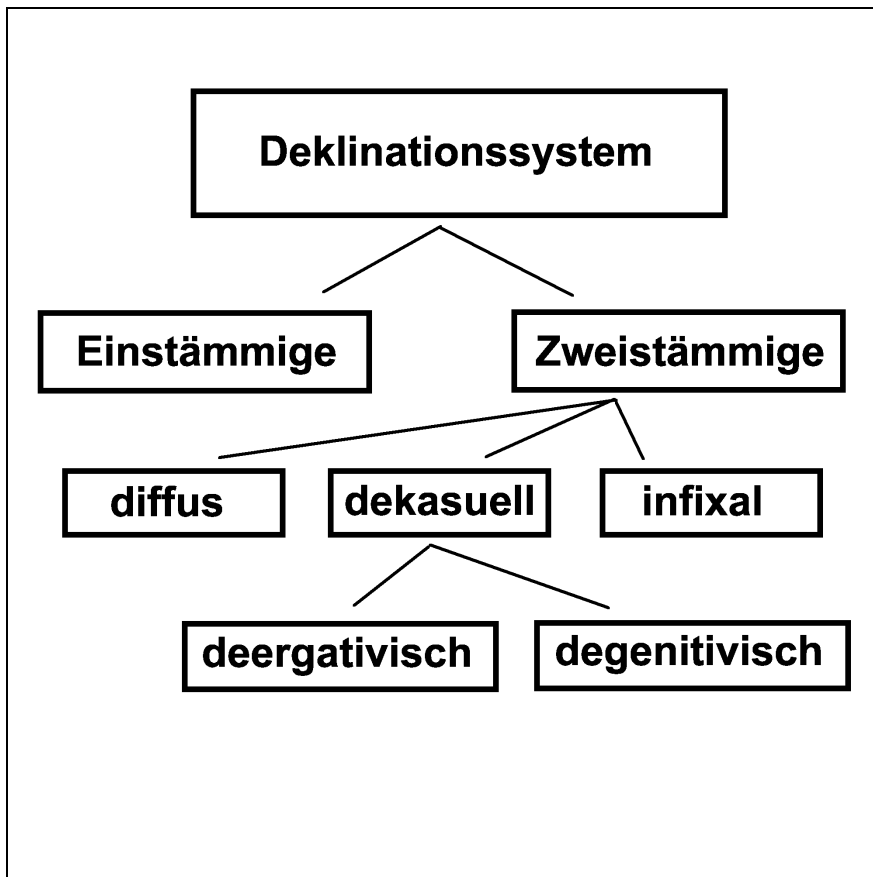 Deklinationssystem
Einstämmige
Zweistämmige
diffus
dekasuell
infixal
deergativisch
degenitivisch